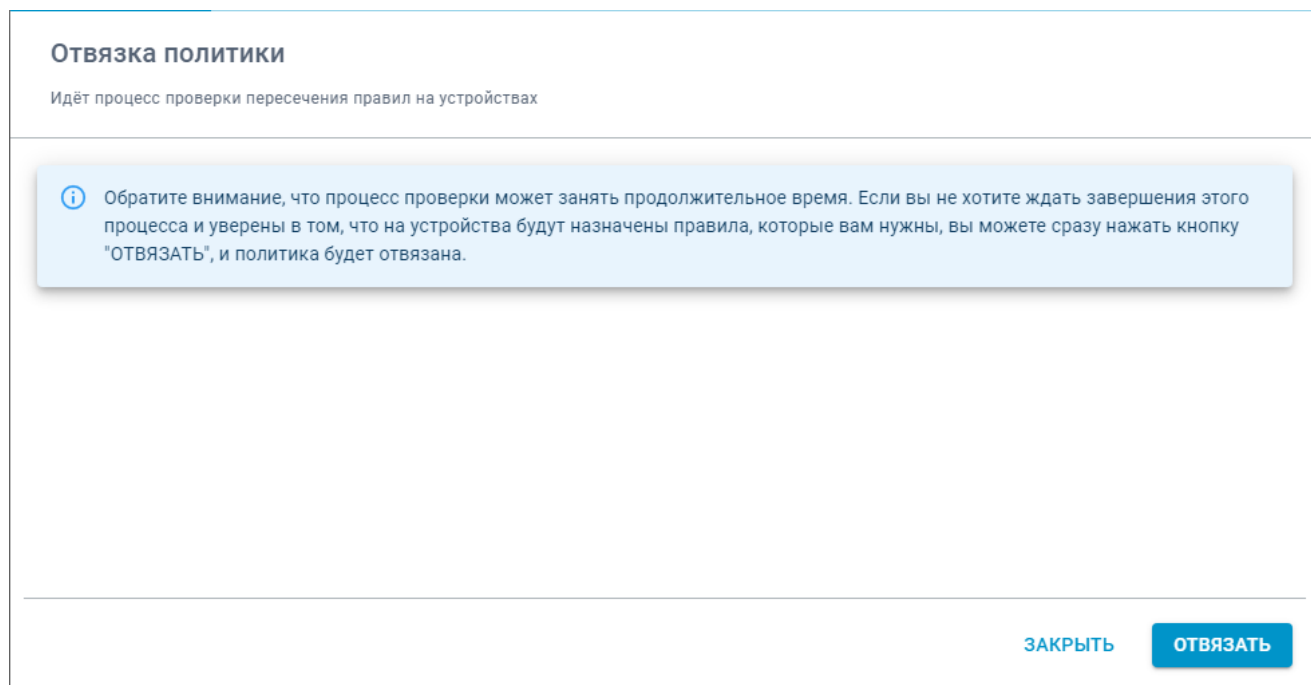 Отвязка политики
Идёт процесс проверки пересечения правил на устройствах
Обратите внимание, что процесс проверки может занять продолжительное время. Если вы не хотите ждать завершения этого
процесса и уверены в том, что на устройства будут назначены правила, которые вам нужны, вы можете сразу нажать кнопку
"ОТВЯЗАТЬ", и политика будет отвязана.
ЗАКРЫТЬ ОТВЯЗАТЬ